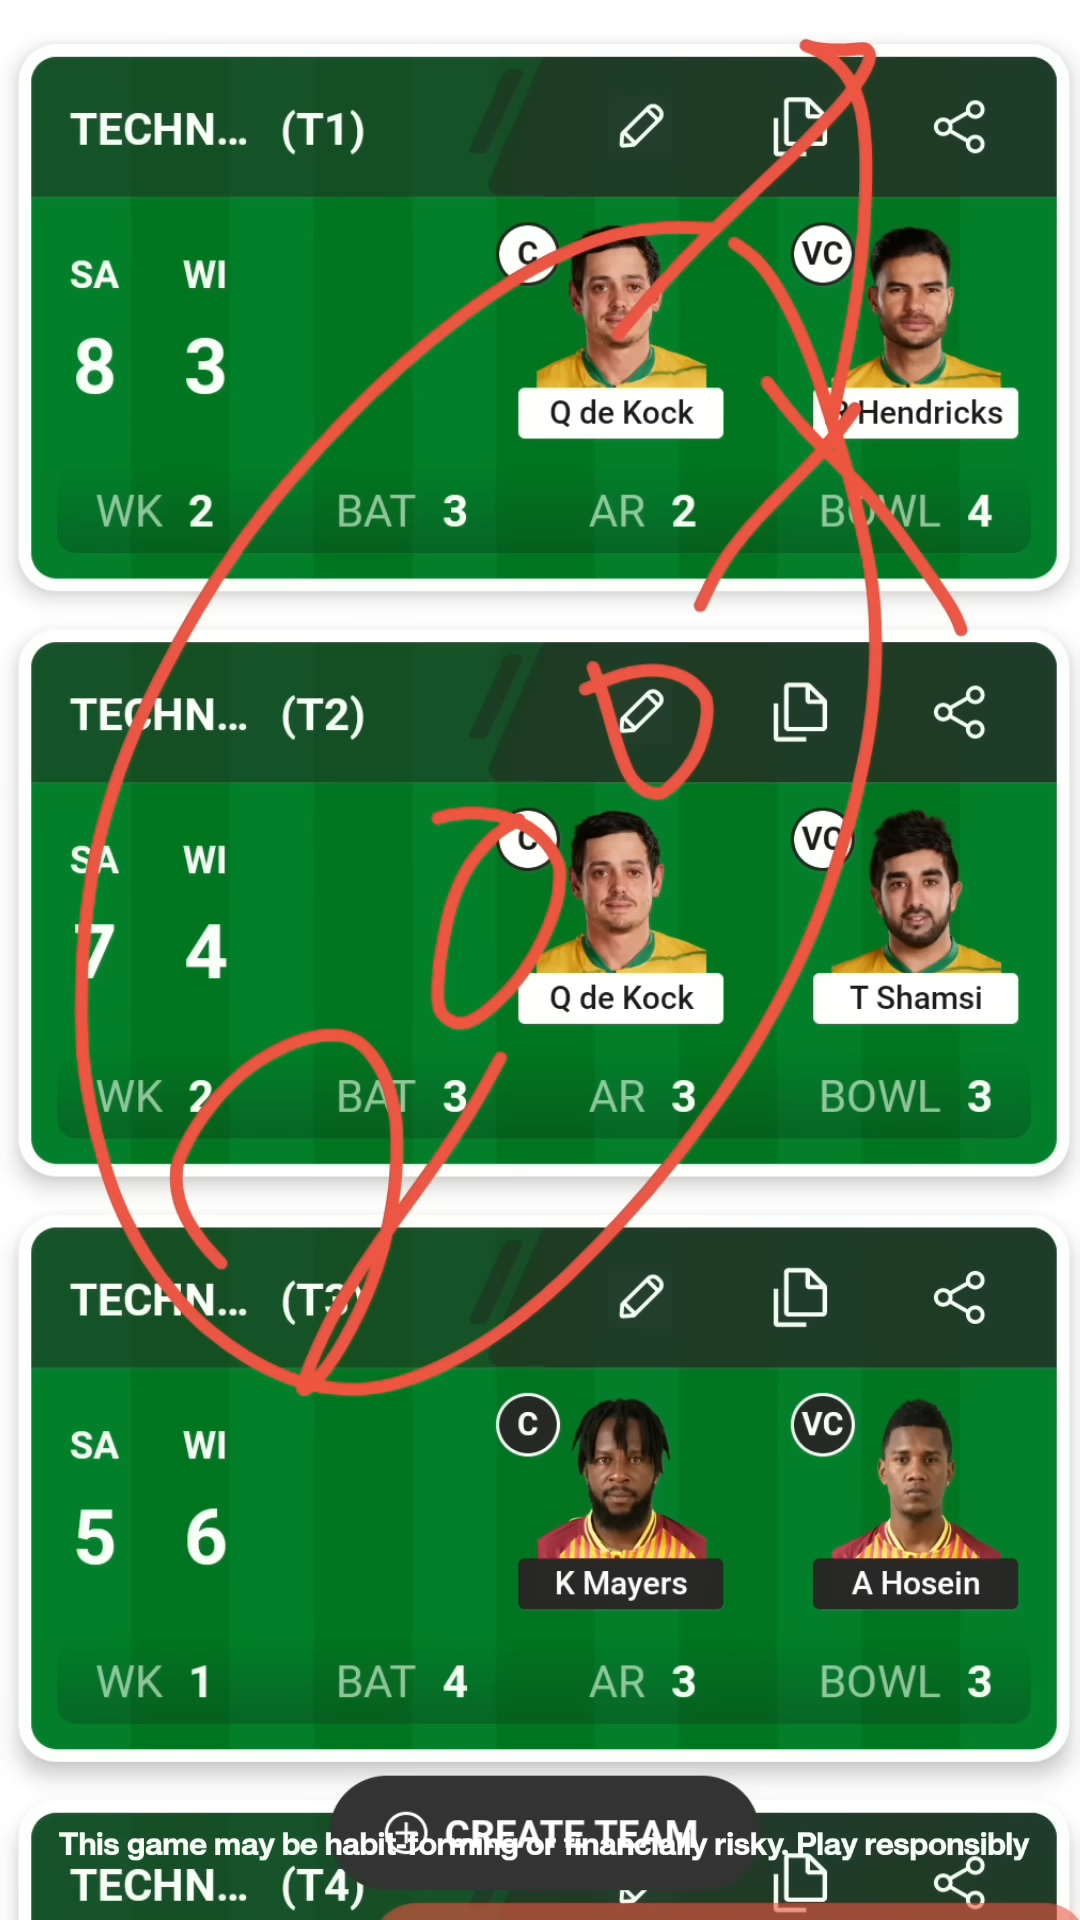 TECHN... (T1)
SA WI C VC
8 3
Q de Kock Hendricks
WK 2 BAT 3 AR 2 BOWL 4
TECHN... (T2)
SA WI C VC
7 4
Q de Kock T Shamsi
WK 2 BAT 3 AR 3 BOWL 3
TECHN... (T3)
SA WI C VC
5 6
K Mayers A Hosein
WK 1 BAT 4 AR 3 BOWL 3
CREATE TEAM
This game may be habit-forming or financially risky. Play responsibly
TECHN... (T4)